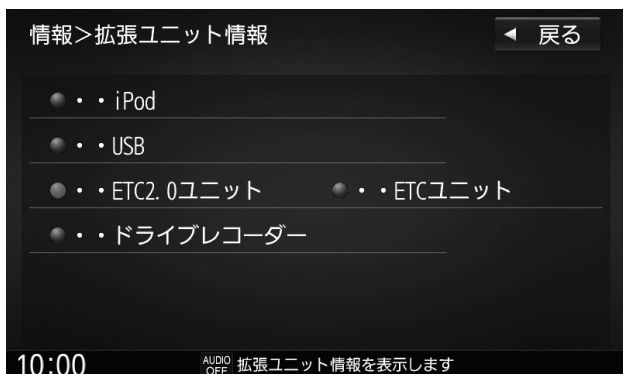 情報＞拡張ユニット情報
◀ 戻る
・・iPod
・・USB
・・ETC2.0ユニット ・・ETCユニット
・・ドライブレコーダー
10:00 AUDIO OFF 拡張ユニット情報を表示します